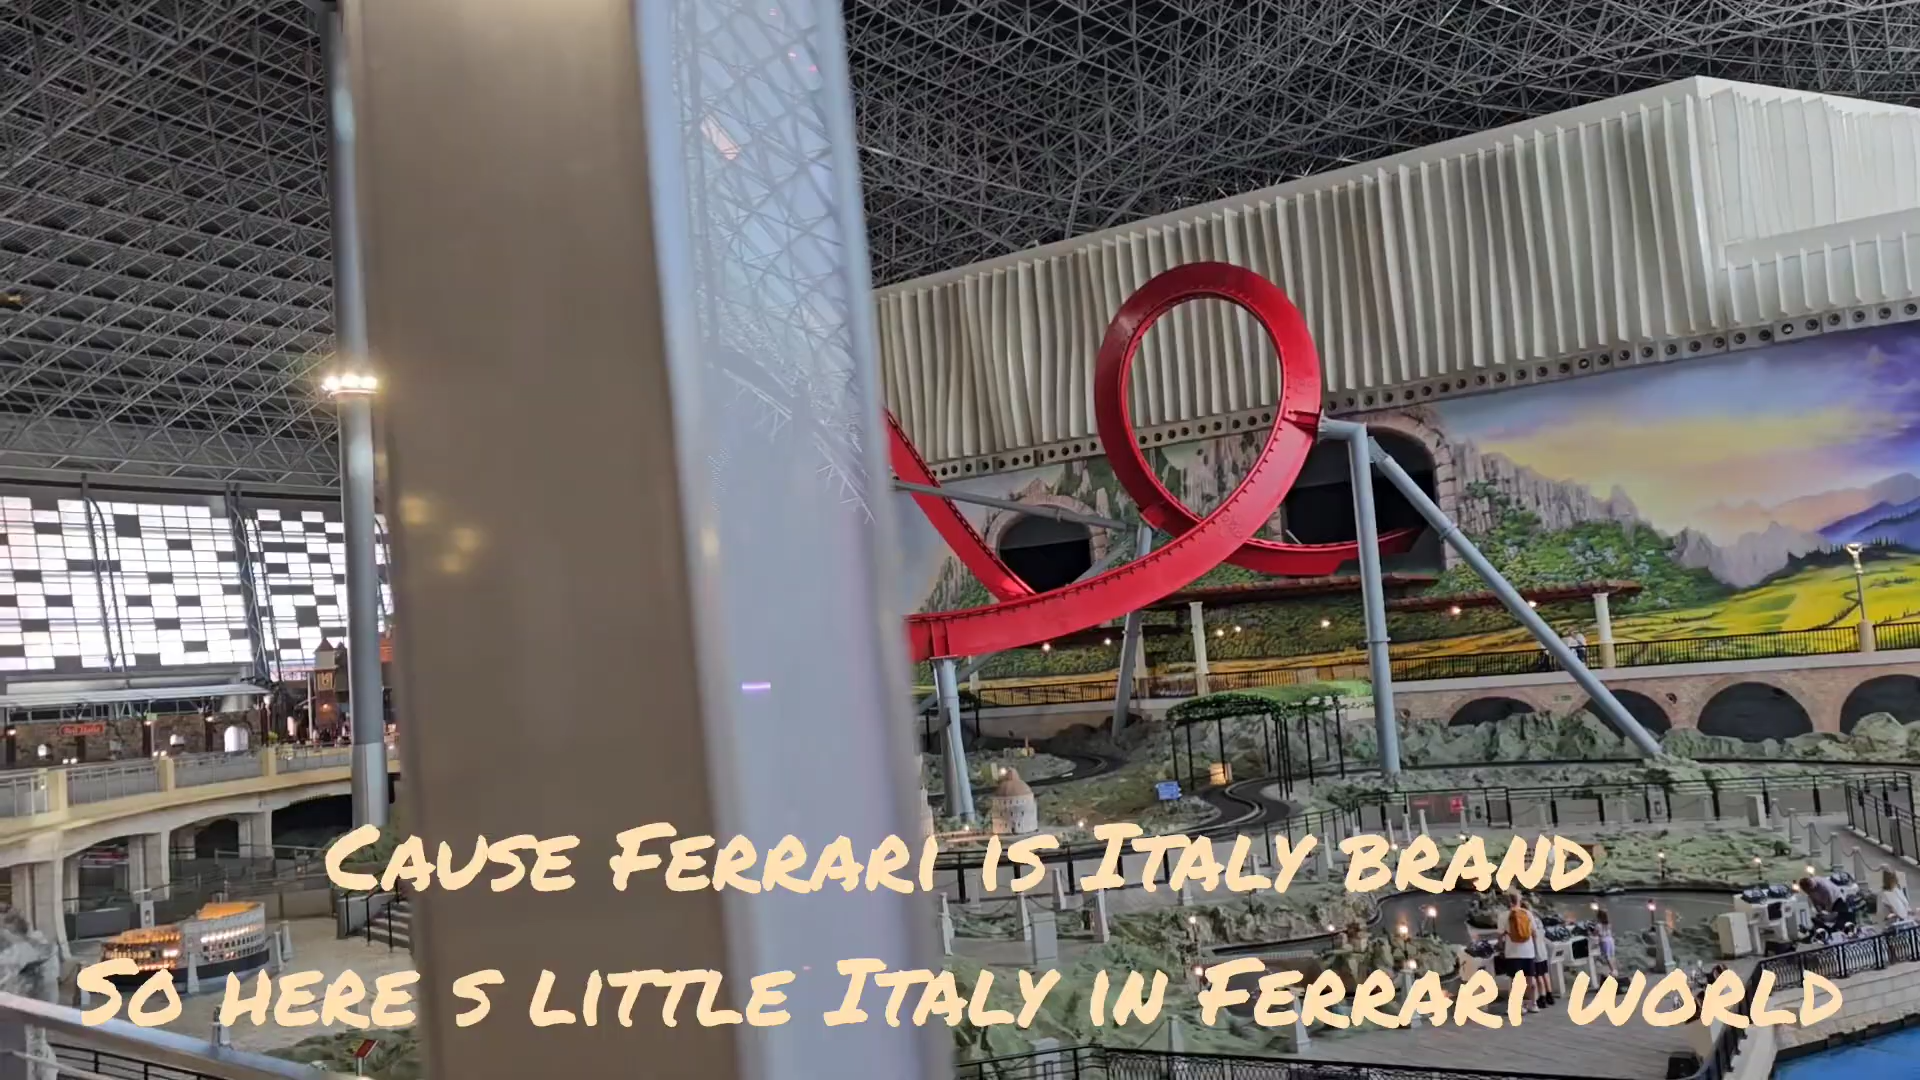 Cause Ferrari is Italy brand
So here s little Italy in Ferrari world